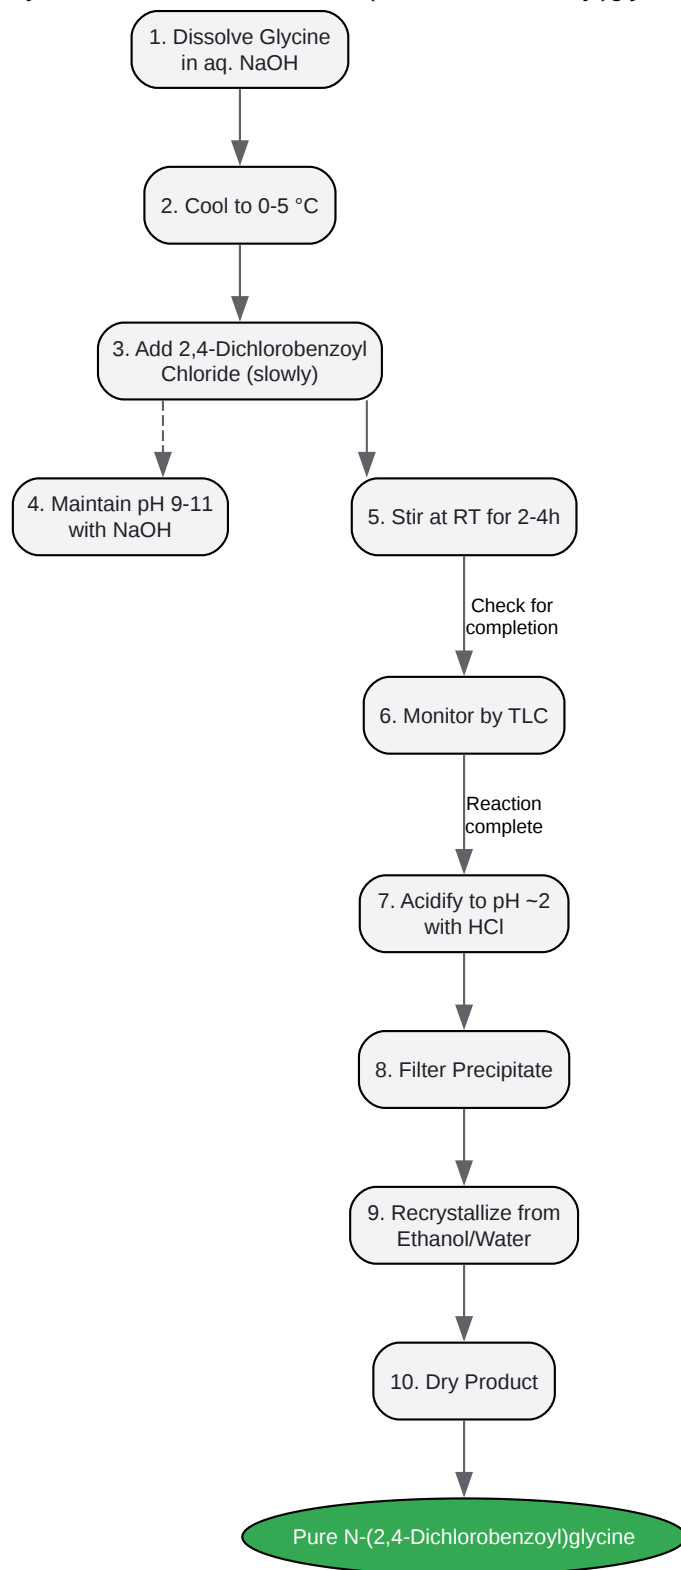 1. Dissolve Glycine
in aq. NaOH
2. Cool to 0-5 °C
3. Add 2,4-Dichlorobenzoyl
Chloride (slowly)
4. Maintain pH 9-11
with NaOH
5. Stir at RT for 2-4h
Check for
completion
6. Monitor by TLC
Reaction
complete
7. Acidify to pH ~2
with HCl
8. Filter Precipitate
9. Recrystallize from
Ethanol/Water
10. Dry Product
Pure N-(2,4-Dichlorobenzoyl)glycine